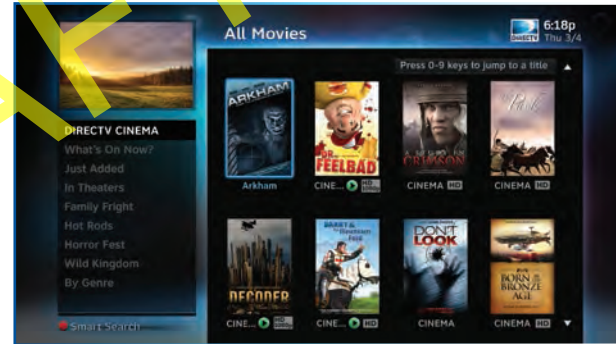 All Movies
DIRECTV
6:18p
Thu 3/4
Press 0-9 keys to jump to a title
DIRECTV CINEMA
What's On Now?
Just Added
In Theaters
Family Fright
Hot Rods
Horror Fest
Wild Kingdom
By Genre
Smart Search
ARKHAM
FEELBAD
CRIMSON
Arkham
CINE... HD
CINEMA HD
CINEMA HD
DECODER
DON'T
LOOK
BORN IN
BRONZE
AGE
CINE... HD
CINE... HD
CINEMA
CINEMA HD